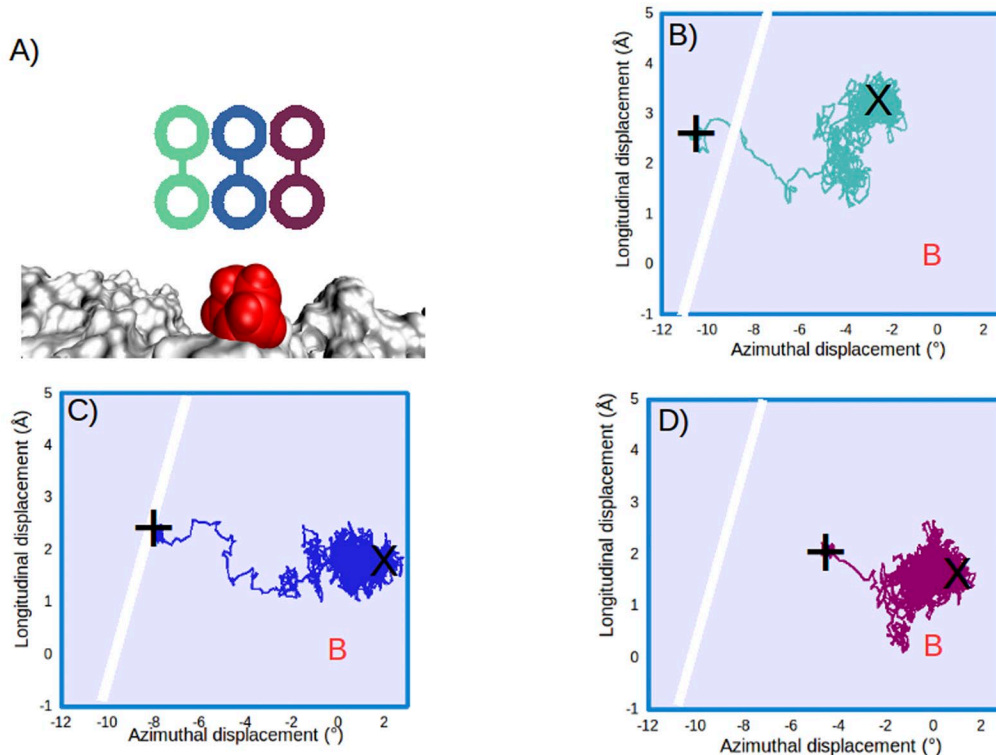 A)
B)
Longitudinal displacement (Å)
5
4
3
2
1
0
-1
B
-12 -10 -8 -6 -4 -2 0 2
Azimuthal displacement (°)
C)
Longitudinal displacement (Å)
5
4
3
2
1
0
-1
B
-12 -10 -8 -6 -4 -2 0 2
Azimuthal displacement (°)
D)
Longitudinal displacement (Å)
5
4
3
2
1
0
-1
B
-12 -10 -8 -6 -4 -2 0 2
Azimuthal displacement (°)